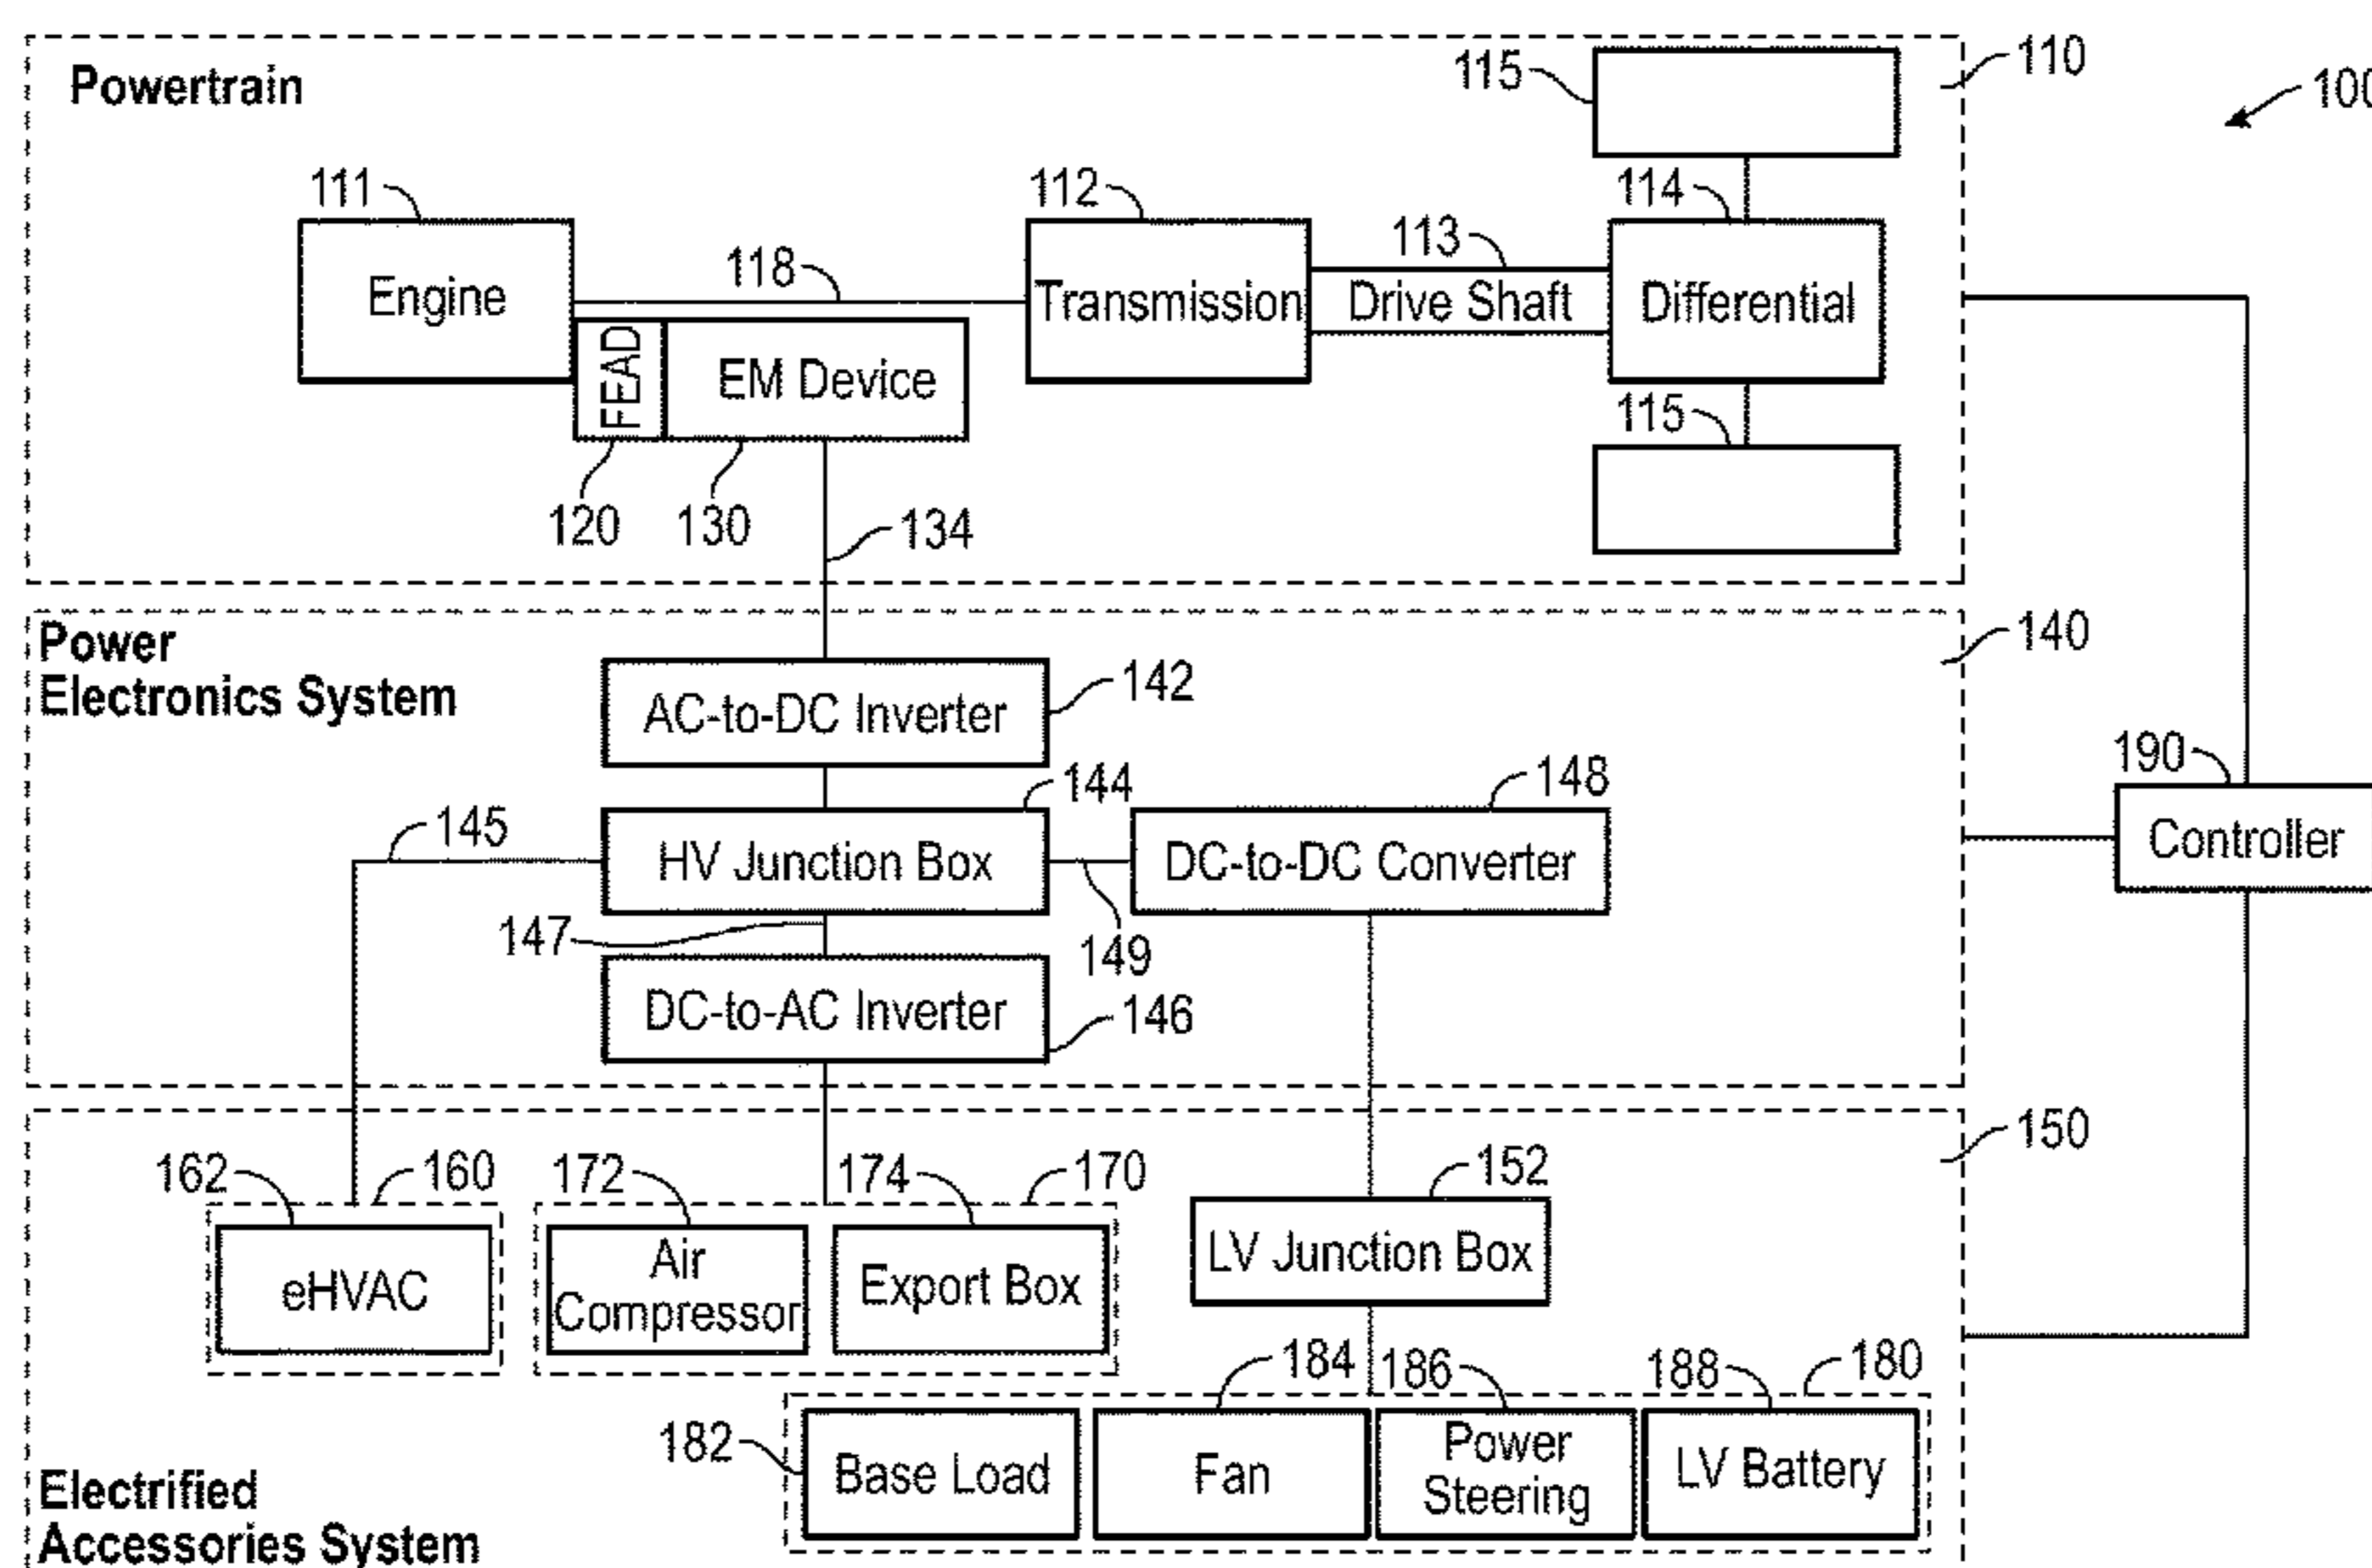 Powertrain
115
110
100
111
112
114
118
113
Engine
Transmission
Drive Shaft
Differential
FEAD
EM Device
115
120
130
134
Power
Electronics System
140
AC-to-DC Inverter
142
190
145
144
148
HV Junction Box
DC-to-DC Converter
Controller
147
149
DC-to-AC Inverter
146
150
162
160
172
174
170
152
eHVAC
Air
Compressor
Export Box
LV Junction Box
184
186
188
180
182
Base Load
Fan
Power
Steering
LV Battery
Electrified
Accessories System